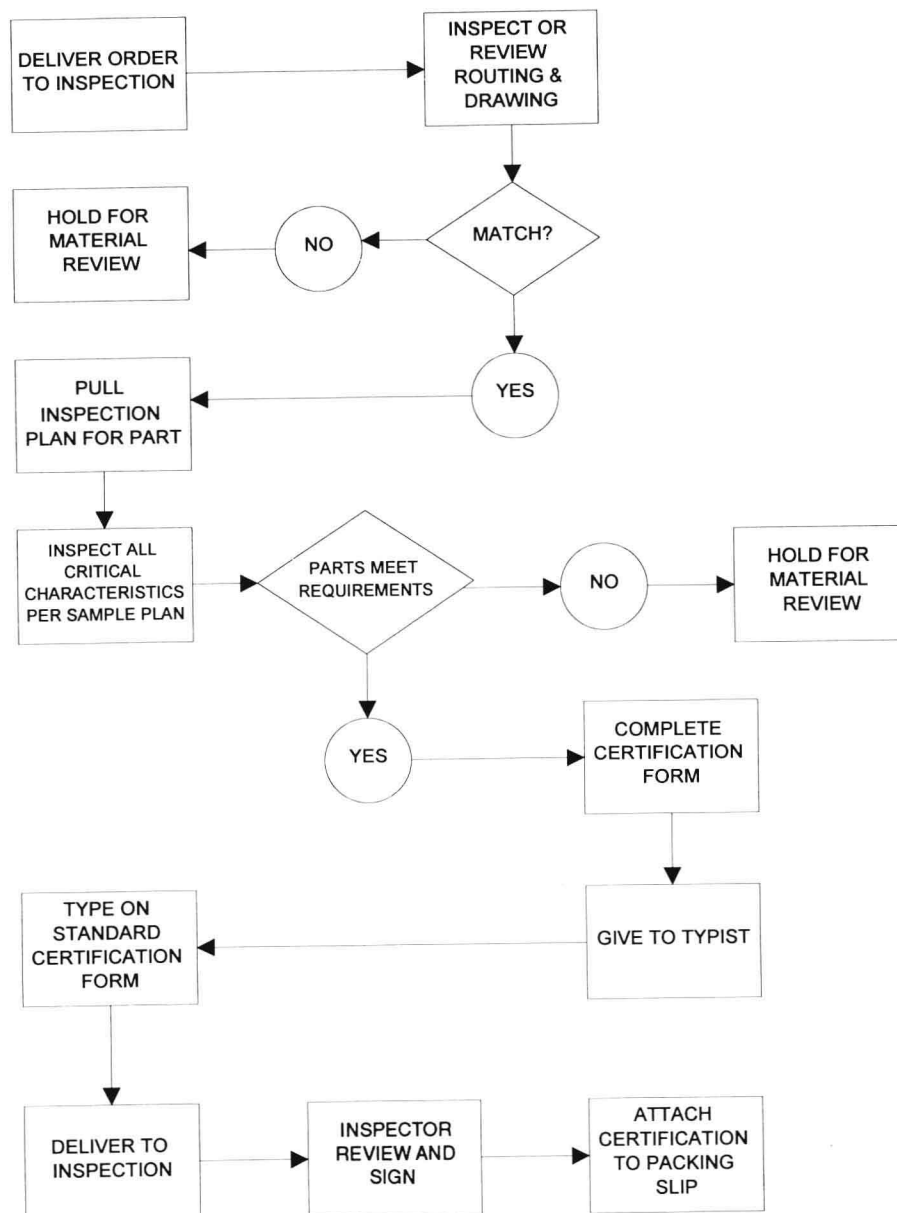 DELIVER ORDER
TO INSPECTION
INSPECT OR
REVIEW
ROUTING &
DRAWING
MATCH?
NO
HOLD FOR
MATERIAL
REVIEW
YES
PULL
INSPECTION
PLAN FOR PART
INSPECT ALL
CRITICAL
CHARACTERISTICS
PER SAMPLE PLAN
PARTS MEET
REQUIREMENTS
NO
HOLD FOR
MATERIAL
REVIEW
YES
COMPLETE
CERTIFICATION
FORM
GIVE TO TYPIST
TYPE ON
STANDARD
CERTIFICATION
FORM
DELIVER TO
INSPECTION
INSPECTOR
REVIEW AND
SIGN
ATTACH
CERTIFICATION
TO PACKING
SLIP